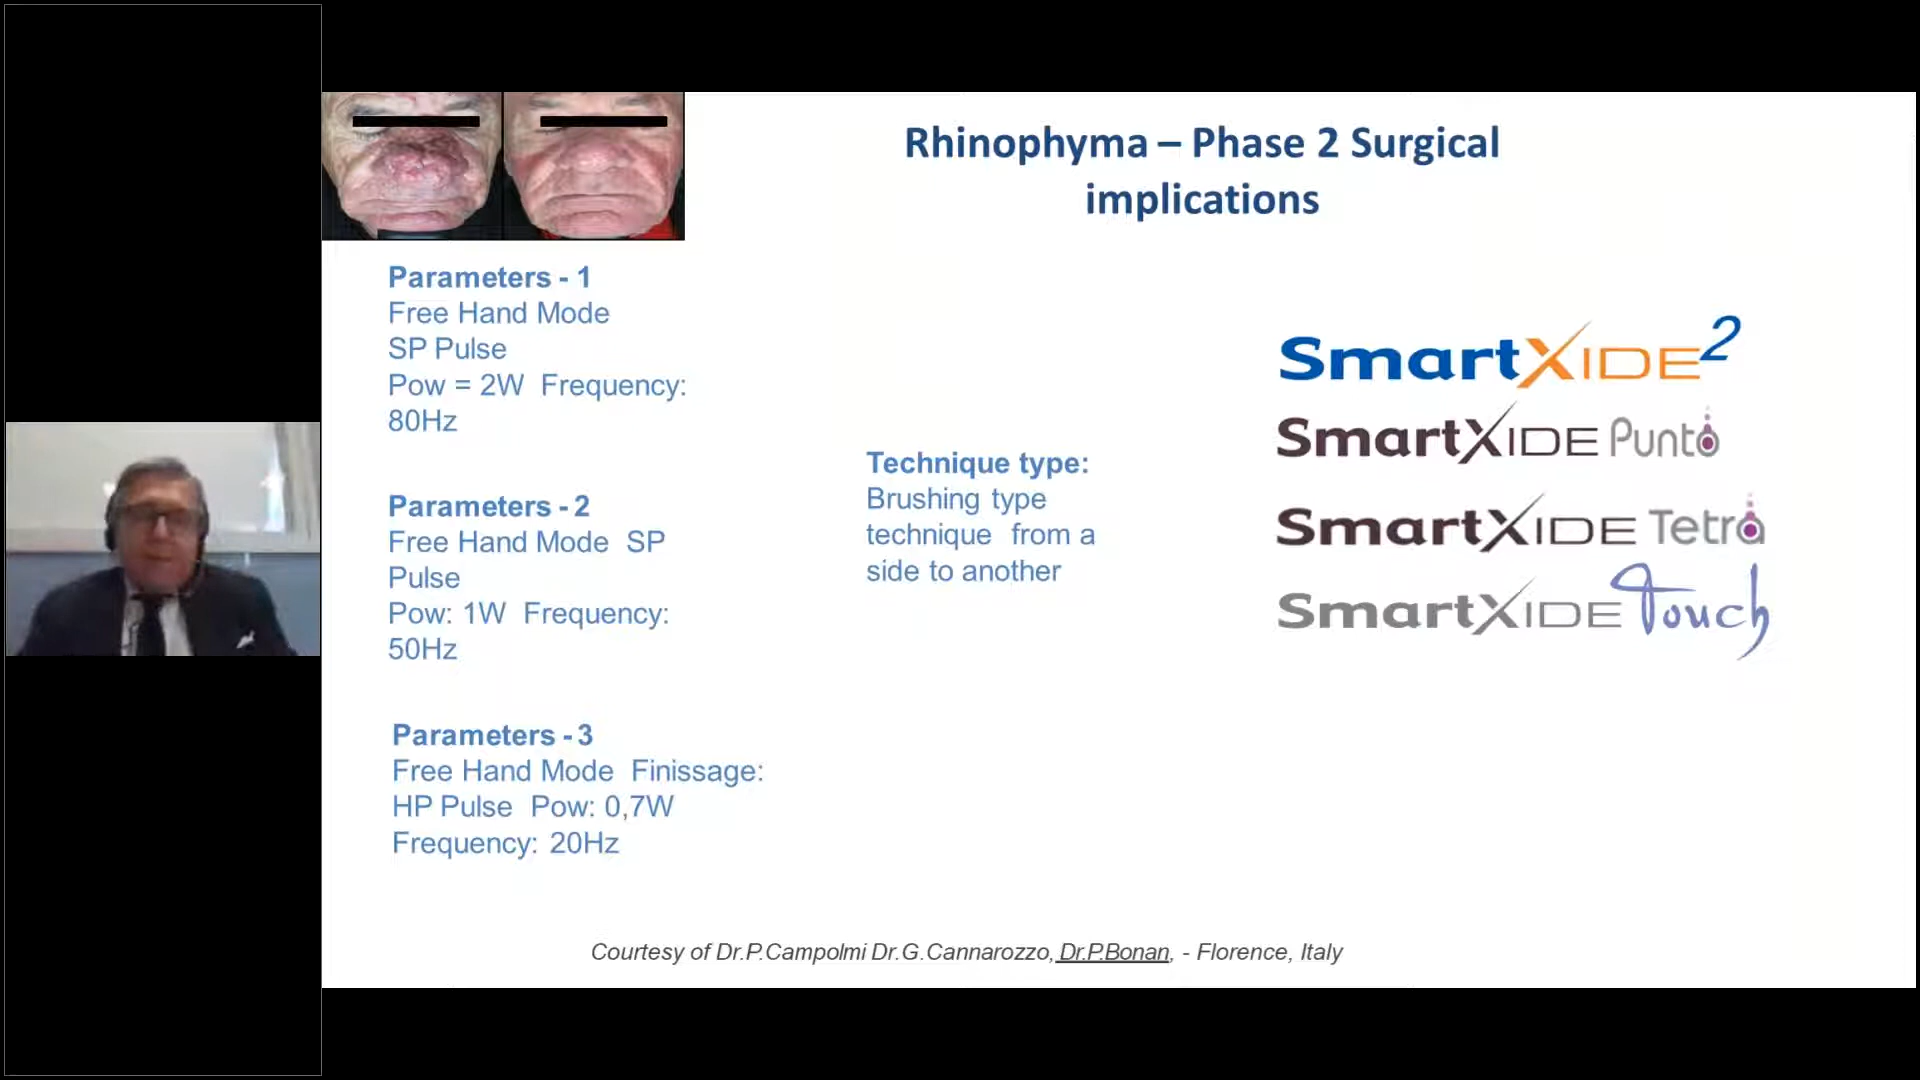 Rhinophyma – Phase 2 Surgical
implications
Parameters - 1
Free Hand Mode
SP Pulse
Pow = 2W Frequency:
80Hz
Parameters - 2
Free Hand Mode SP
Pulse
Pow: 1W Frequency:
50Hz
Parameters - 3
Free Hand Mode Finissage:
HP Pulse Pow: 0,7W
Frequency: 20Hz
Technique type:
Brushing type
technique from a
side to another
SmartXIDE2
SmartXIDE Punto
SmartXIDE Tetra
SmartXIDE Touch
Courtesy of Dr.P.Campolmi Dr.G.Cannarozzo, Dr.P.Bonan, - Florence, Italy